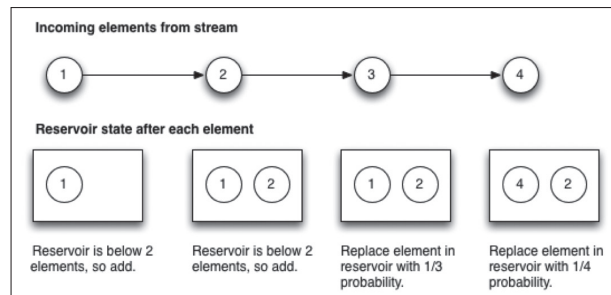 Incoming elements from stream
1 2 3 4
Reservoir state after each element
1 1 2 1 2 4 2
Reservoir is below 2
elements, so add.
Reservoir is below 2
elements, so add.
Replace element in
reservoir with 1/3
probability.
Replace element in
reservoir with 1/4
probability.